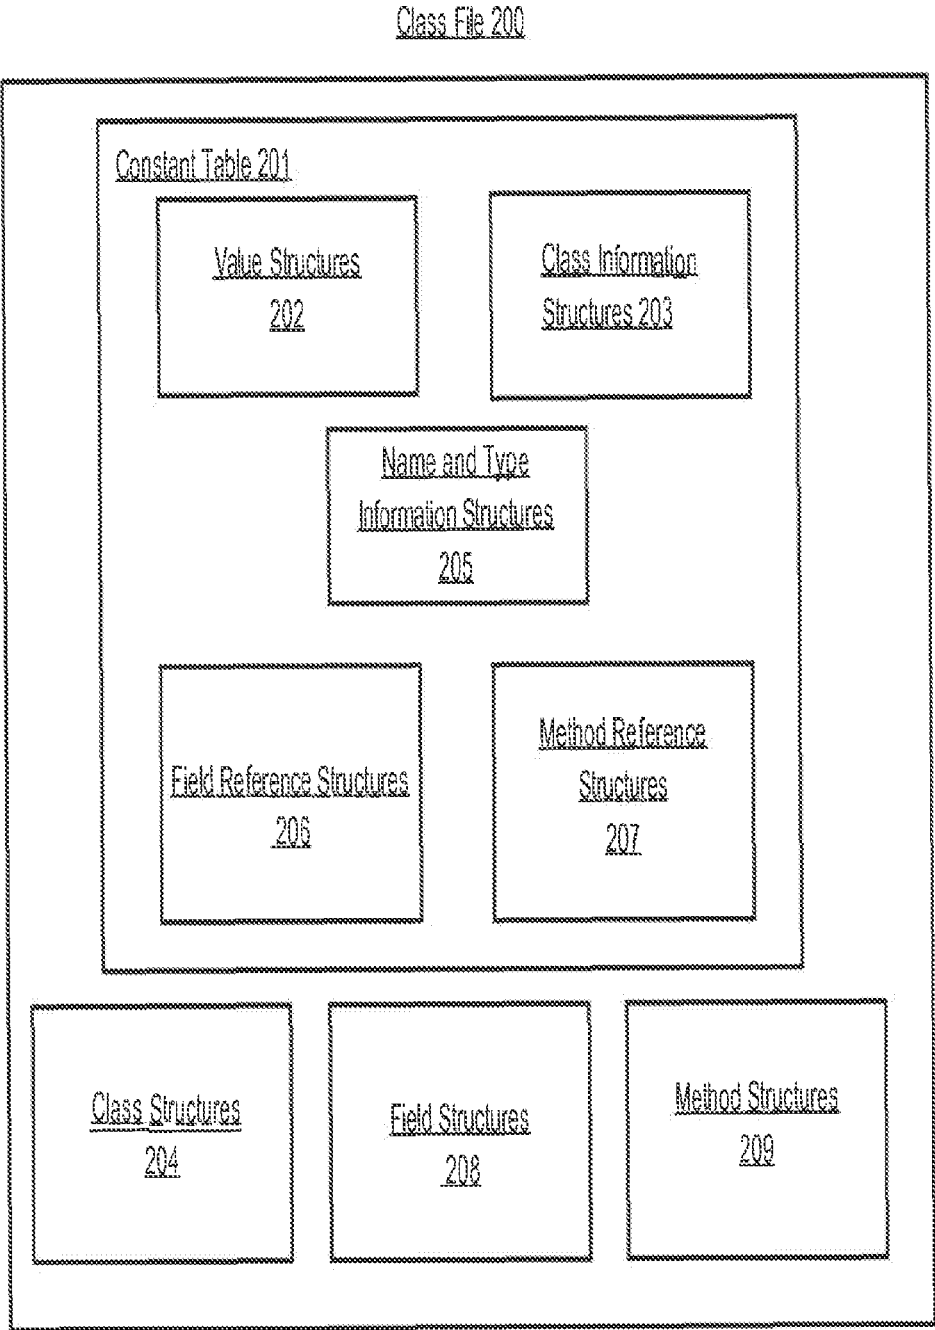 Class File 200
Constant Table 201
Value Structures
202
Class Information
Structures 203
Name and Type
Information Structures
205
Field Reference Structures
206
Method Reference
Structures
207
Class Structures
204
Field Structures
208
Method Structures
209